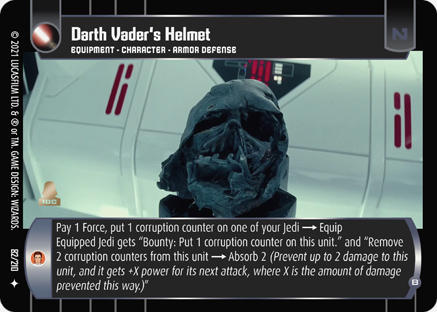 Darth Vader's Helmet
EQUIPMENT • CHARACTER • ARMOR DEFENSE
© 2021 LUCASFILM LTD. & ® or TM. GAME DESIGN: WIZARDS.
82/210
IDC
Pay 1 Force, put 1 corruption counter on one of your Jedi → Equip
Equipped Jedi gets “Bounty: Put 1 corruption counter on this unit.” and “Remove
2 corruption counters from this unit → Absorb 2 (Prevent up to 2 damage to this
unit, and it gets +X power for its next attack, where X is the amount of damage
prevented this way.)”
B